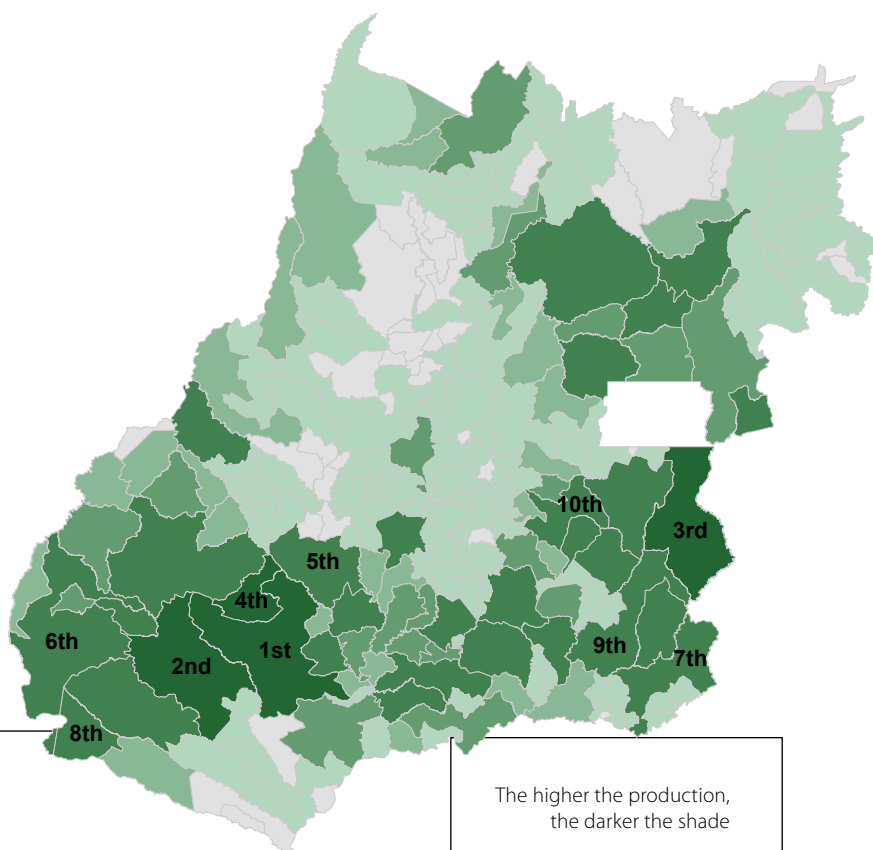 10th
3rd
5th
4th
6th
1st
9th
7th
2nd
8th
The higher the production,
the darker the shade